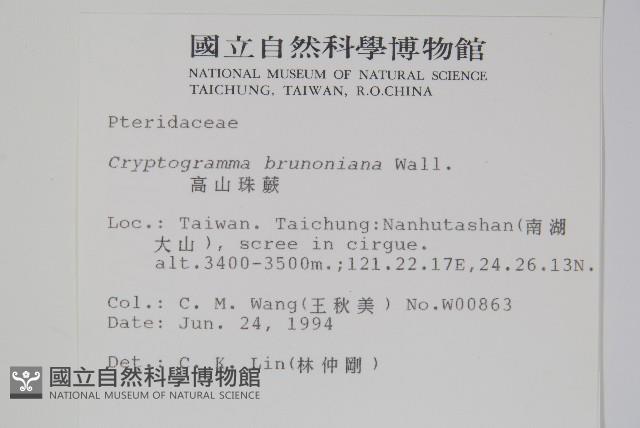 國立自然科學博物館
NATIONAL MUSEUM OF NATURAL SCIENCE
TAICHUNG, TAIWAN, R.O.CHINA
Pteridaceae
Cryptogramma brunoniana Wall.
高山珠蕨
Loc.: Taiwan. Taichung:Nanhutashan(南湖
大山), scree in cirgue.
alt.3400-3500m.;121.22.17E,24.26.13N.
Col.: C. M. Wang(王秋美) No.W00863
Date: Jun. 24, 1994
Det.: C. K. Lin(林仲剛)
國立自然科學博物館
NATIONAL MUSEUM OF NATURAL SCIENCE